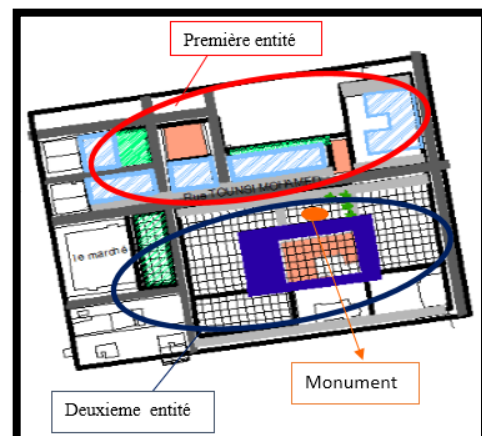 Première entité
Rue TOUNSI MOHAMED
le marché
Monument
Deuxieme entité